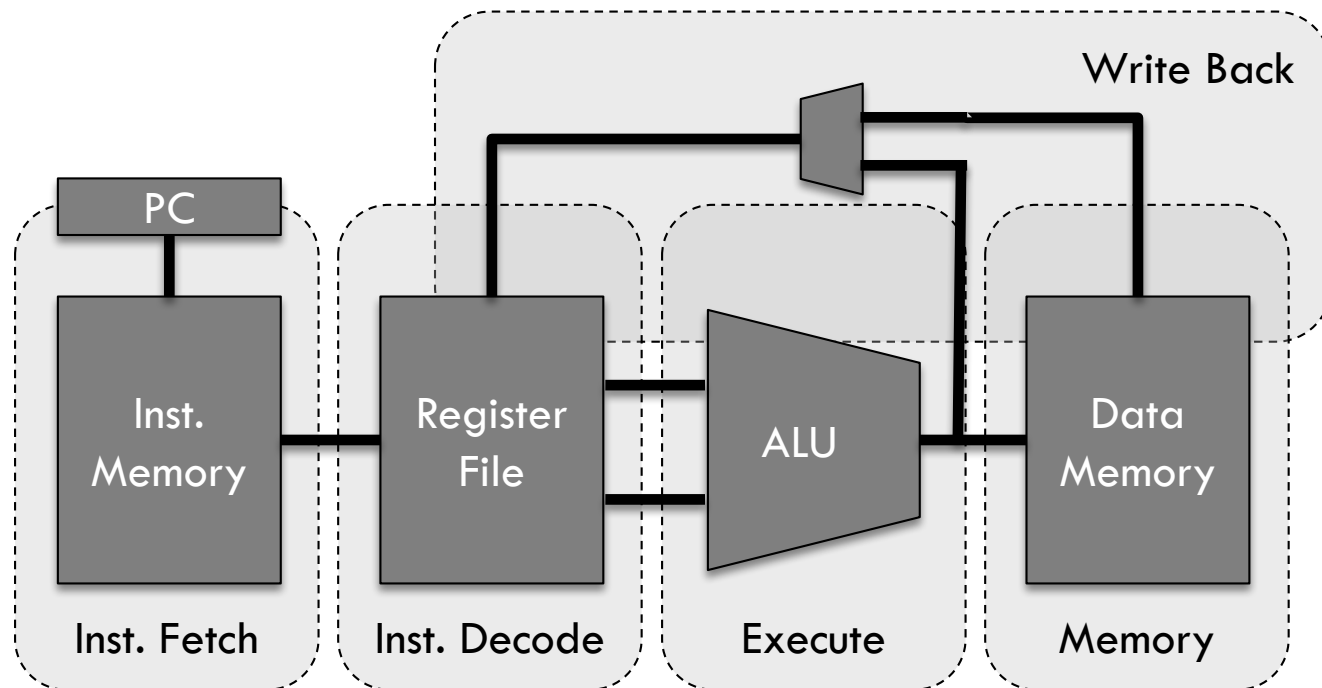 Write Back
PC
Inst.
Memory
Register
File
ALU
Data
Memory
Inst. Fetch
Inst. Decode
Execute
Memory